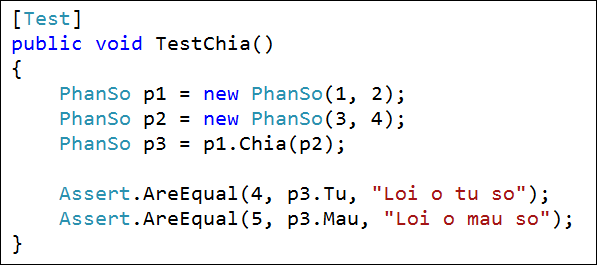 [Test]
public void TestChia()
{
    PhanSo p1 = new PhanSo(1, 2);
    PhanSo p2 = new PhanSo(3, 4);
    PhanSo p3 = p1.Chia(p2);

    Assert.AreEqual(4, p3.Tu, "Loi o tu so");
    Assert.AreEqual(5, p3.Mau, "Loi o mau so");
}